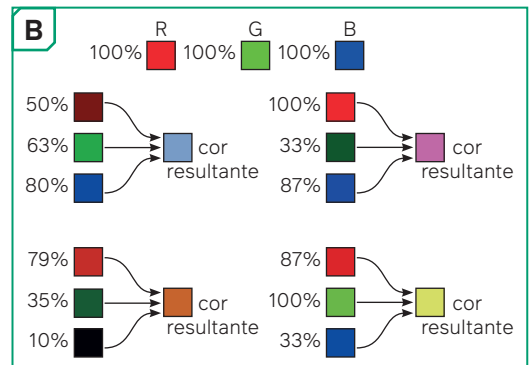 B
R G B
100% 100% 100%
50%
63% cor
80% resultante
100%
33% cor
87% resultante
79%
35% cor
10% resultante
87%
100% cor
33% resultante